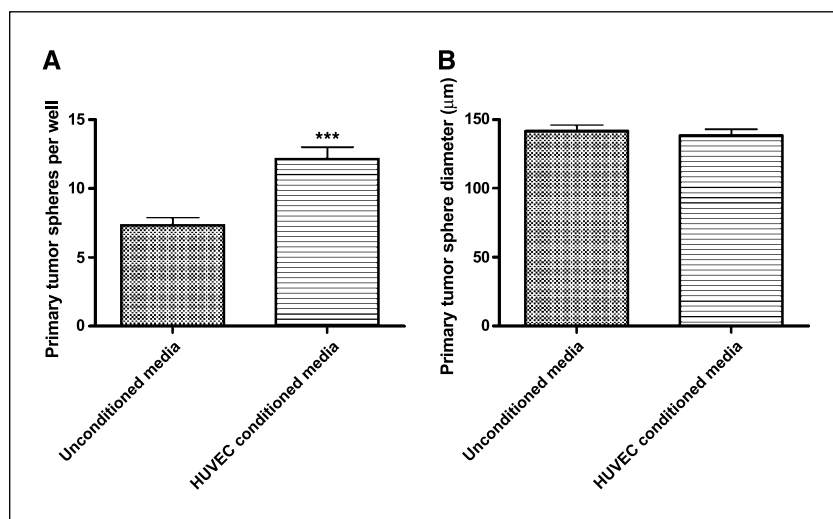 A
Primary tumor spheres per well
15
10
5
0
***
Unconditioned media
HUVEC conditioned media
B
Primary tumor sphere diameter (μm)
150
100
50
0
Unconditioned media
HUVEC conditioned media